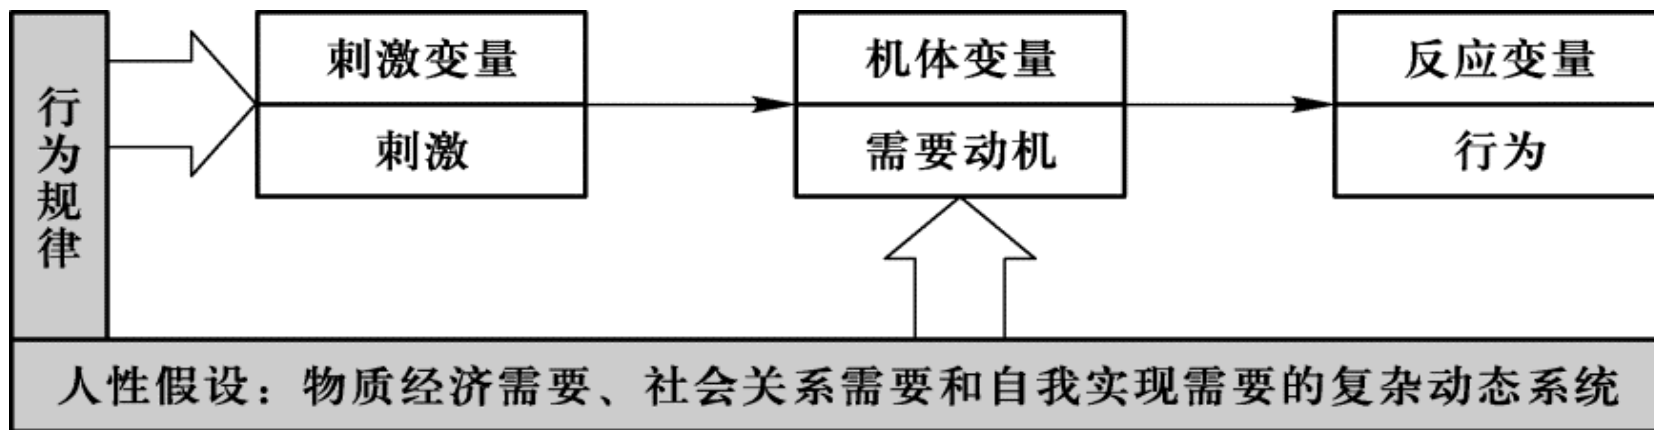 行为规律
刺激变量
刺激
机体变量
需要动机
反应变量
行为
人性假设：物质经济需要、社会关系需要和自我实现需要的复杂动态系统